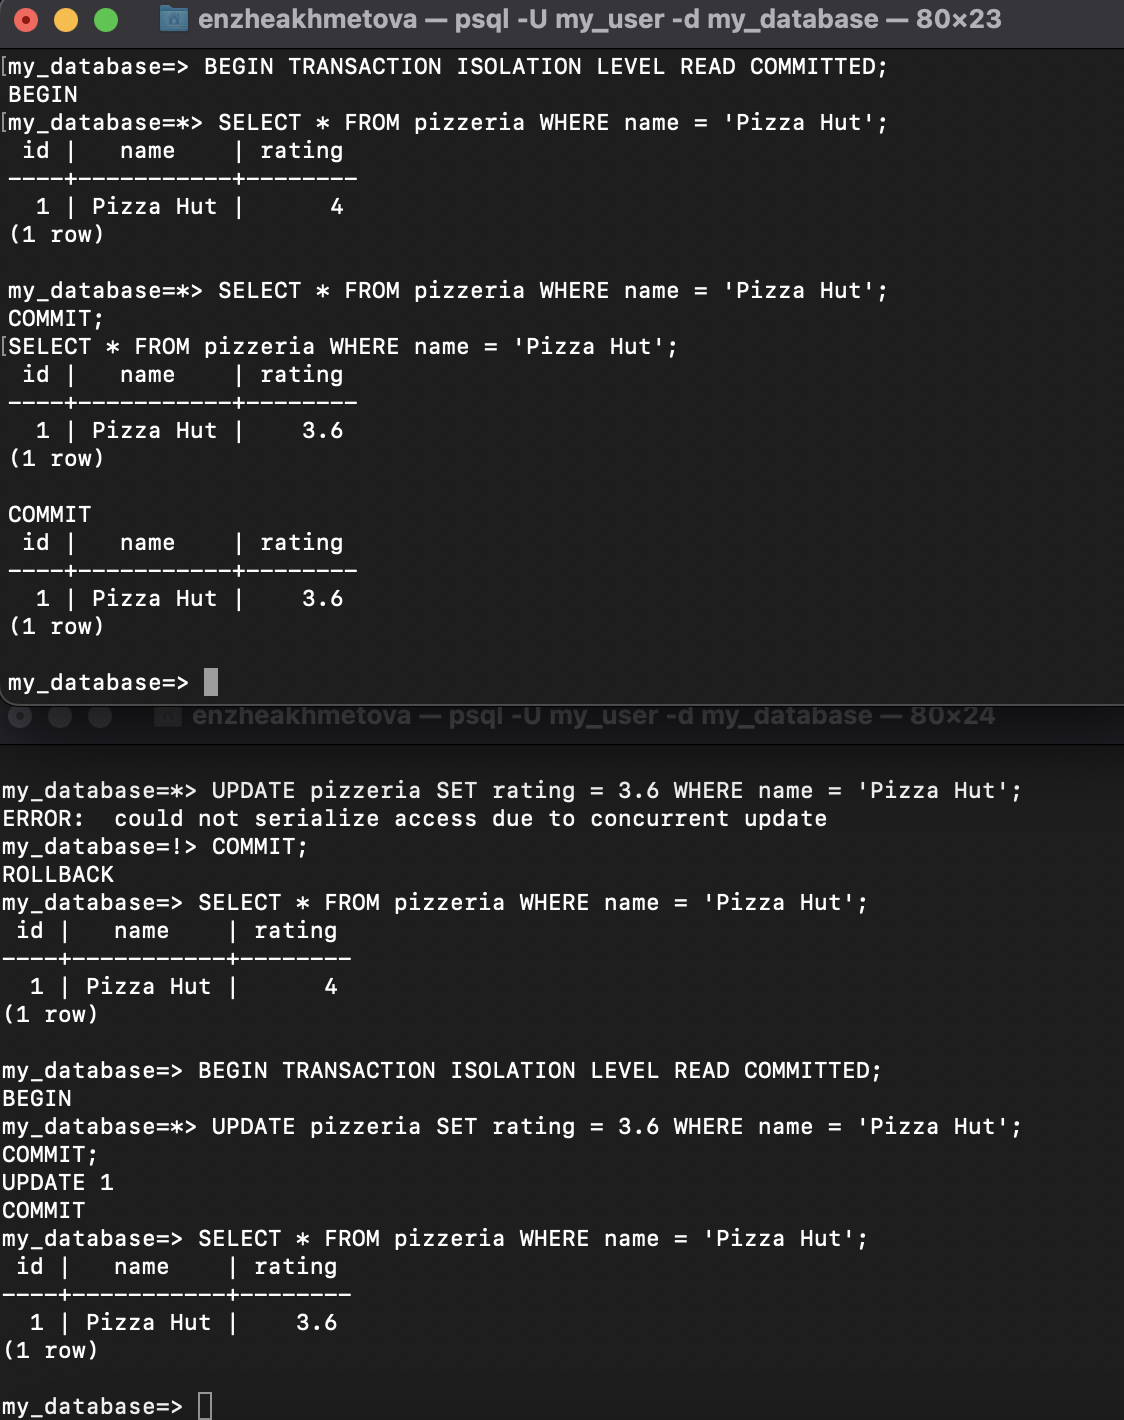 enzheakhmetova — psql -U my_user -d my_database — 80×23
[my_database=> BEGIN TRANSACTION ISOLATION LEVEL READ COMMITTED;
BEGIN
[my_database=*> SELECT * FROM pizzeria WHERE name = 'Pizza Hut';
 id |   name    | rating
----+-----------+--------
  1 | Pizza Hut |      4
(1 row)
my_database=*> SELECT * FROM pizzeria WHERE name = 'Pizza Hut';
COMMIT;
[SELECT * FROM pizzeria WHERE name = 'Pizza Hut';
 id |   name    | rating
----+-----------+--------
  1 | Pizza Hut |    3.6
(1 row)
COMMIT
 id |   name    | rating
----+-----------+--------
  1 | Pizza Hut |    3.6
(1 row)
my_database=>
enzheakhmetova — psql -U my_user -d my_database — 80×24
my_database=*> UPDATE pizzeria SET rating = 3.6 WHERE name = 'Pizza Hut';
ERROR:  could not serialize access due to concurrent update
my_database=!> COMMIT;
ROLLBACK
my_database=> SELECT * FROM pizzeria WHERE name = 'Pizza Hut';
 id |   name    | rating
----+-----------+--------
  1 | Pizza Hut |      4
(1 row)
my_database=> BEGIN TRANSACTION ISOLATION LEVEL READ COMMITTED;
BEGIN
my_database=*> UPDATE pizzeria SET rating = 3.6 WHERE name = 'Pizza Hut';
COMMIT;
UPDATE 1
COMMIT
my_database=> SELECT * FROM pizzeria WHERE name = 'Pizza Hut';
 id |   name    | rating
----+-----------+--------
  1 | Pizza Hut |    3.6
(1 row)
my_database=>